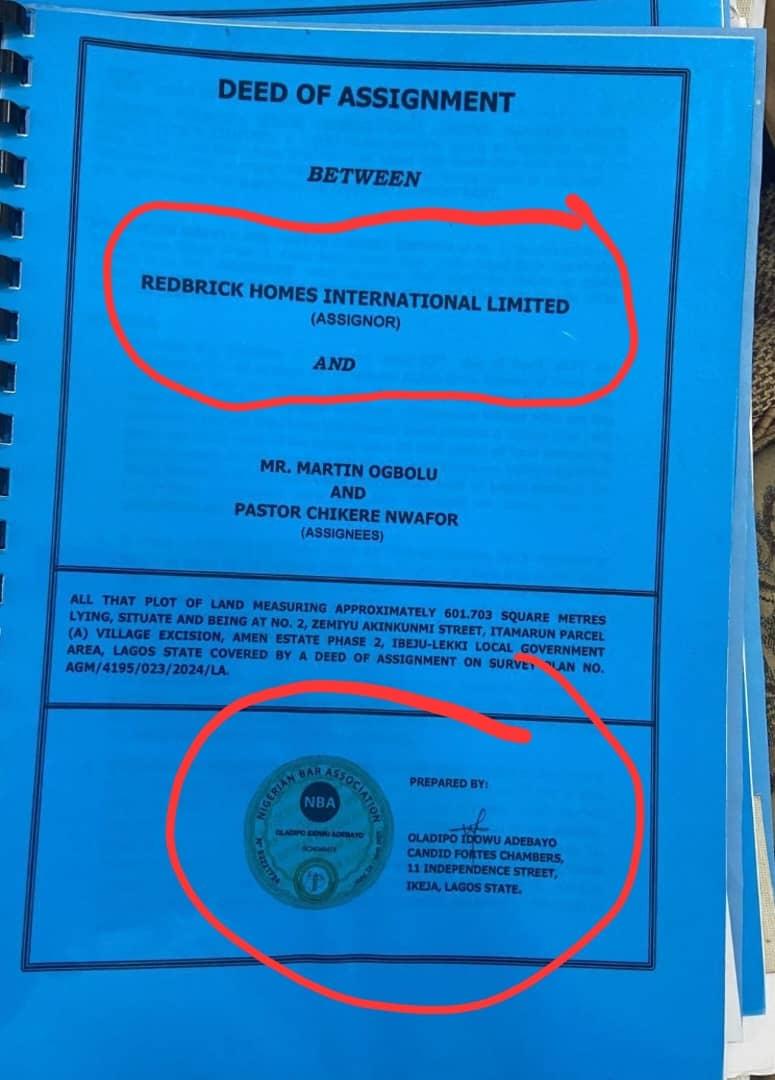 DEED OF ASSIGNMENT
BETWEEN
REDBRICK HOMES INTERNATIONAL LIMITED
(ASSIGNOR)
AND
MR. MARTIN OGBOLU
AND
PASTOR CHIKERE NWAFOR
(ASSIGNEES)
ALL THAT PLOT OF LAND MEASURING APPROXIMATELY 601.703 SQUARE METRES
LYING, SITUATE AND BEING AT NO. 2, ZEMIYU AKINKUNMI STREET, ITAMARUN PARCEL
(A) VILLAGE EXCISION, AMEN ESTATE PHASE 2, IBEJU-LEKKI LOCAL GOVERNMENT
AREA, LAGOS STATE COVERED BY A DEED OF ASSIGNMENT ON SURVEY PLAN NO.
AGM/4195/023/2024/LA.
NIGERIAN BAR ASSOCIATION
NBA
OLADIPO IDOWU ADEBAYO
PREPARED BY:
OLADIPO IDOWU ADEBAYO
CANDID FORTES CHAMBERS,
11 INDEPENDENCE STREET,
IKEJA, LAGOS STATE.